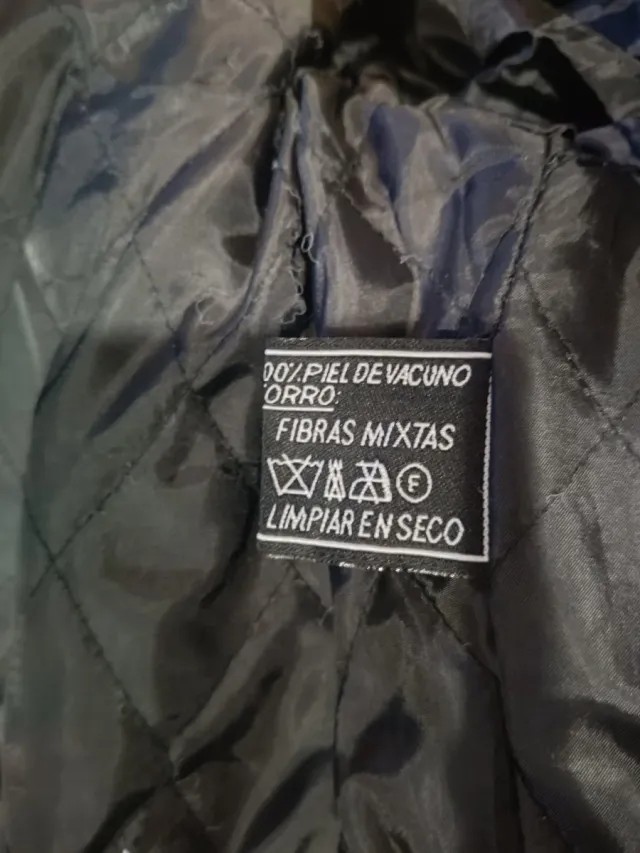 00%.PIEL DE VACUNO
ORRO:
FIBRAS MIXTAS
F
LIMPIAR EN SECO